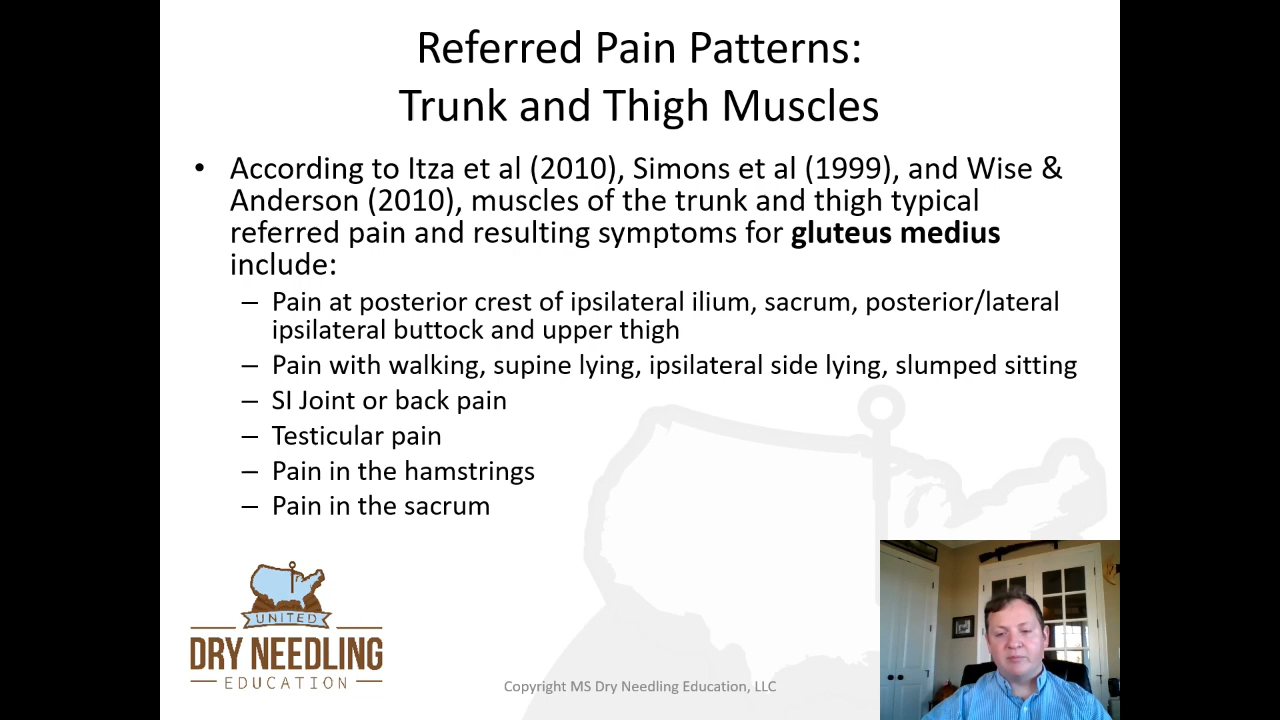 Referred Pain Patterns:
Trunk and Thigh Muscles
• According to Itza et al (2010), Simons et al (1999), and Wise &
Anderson (2010), muscles of the trunk and thigh typical
referred pain and resulting symptoms for gluteus medius
include:
– Pain at posterior crest of ipsilateral ilium, sacrum, posterior/lateral
ipsilateral buttock and upper thigh
– Pain with walking, supine lying, ipsilateral side lying, slumped sitting
– SI Joint or back pain
– Testicular pain
– Pain in the hamstrings
– Pain in the sacrum
UNITED
DRY NEEDLING
EDUCATION
Copyright MS Dry Needling Education, LLC